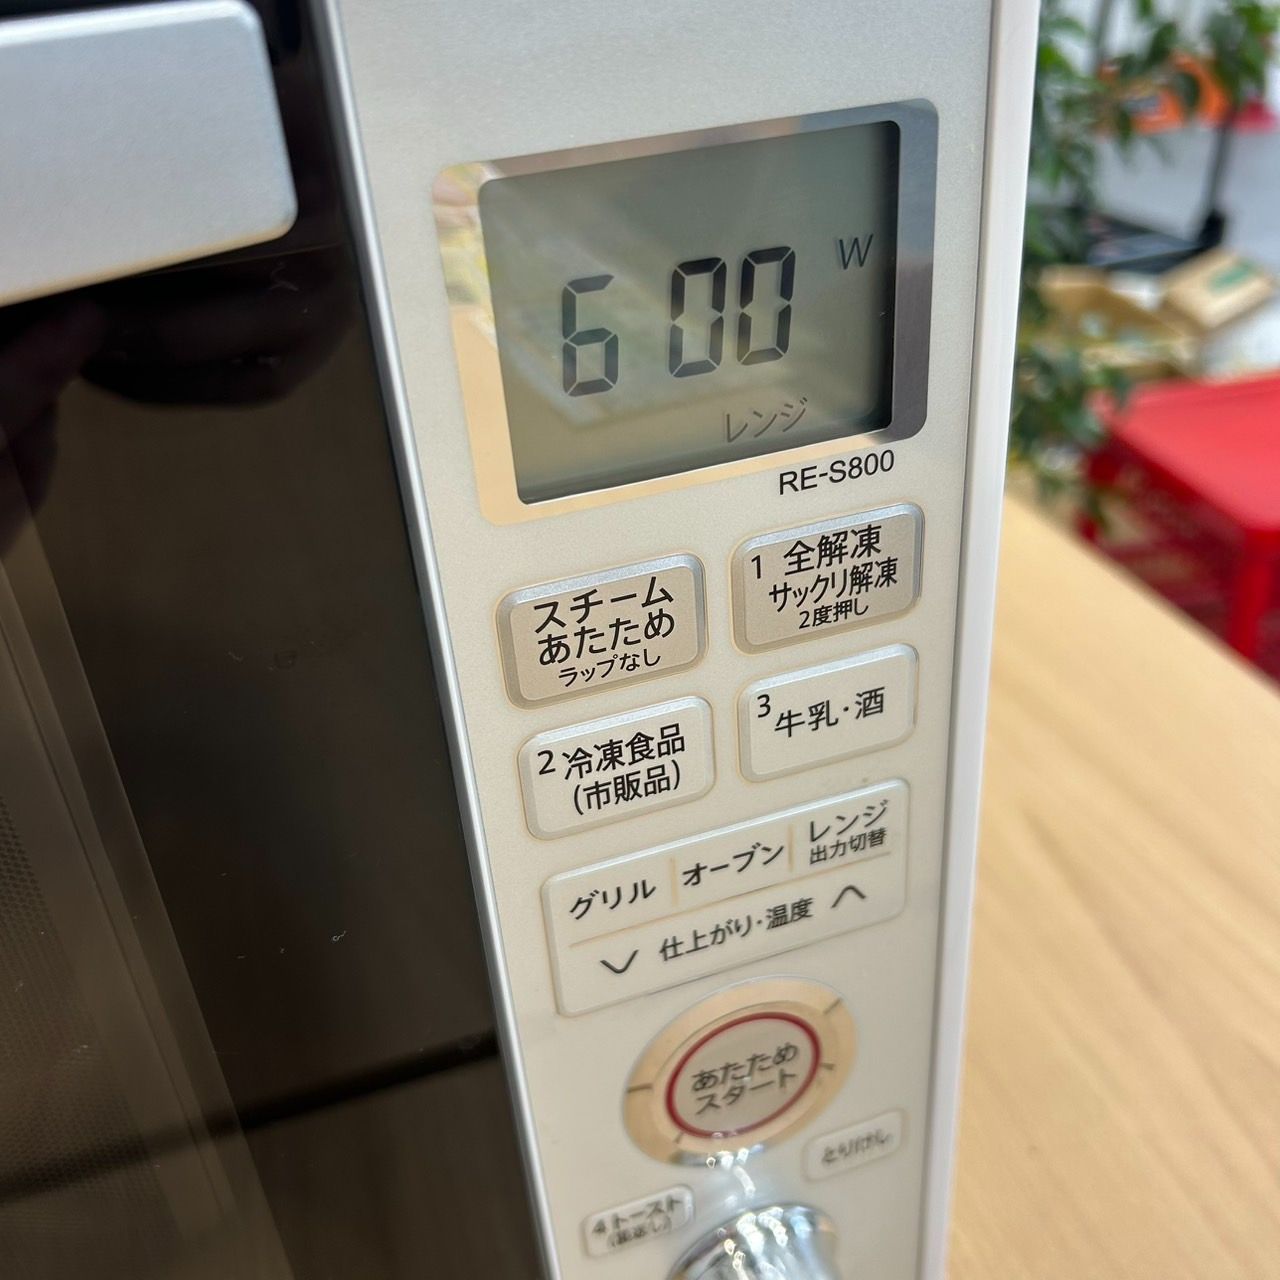 600 W
レンジ
RE-S800
スチーム
あたため
ラップなし
1 全解凍
サックリ解凍
2度押し
2 冷凍食品
(市販品)
3 牛乳・酒
グリル
オーブン
レンジ
出力切替
仕上がり・温度
あたため
スタート
とりけし
4 トースト
(裏返し)